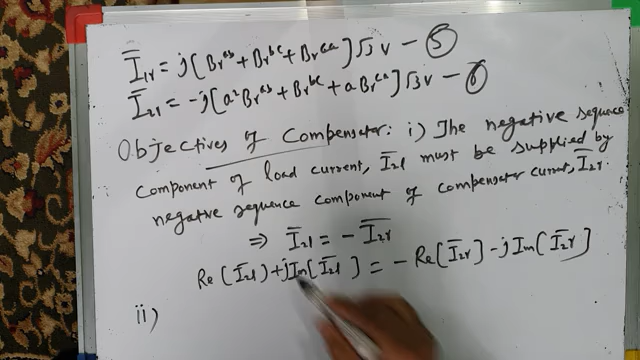 Ī₁r = j[Br^ab + Br^bc + Br^ca]√3 V — ⑤
Ī₂l = -j[a²Br^ab + Br^bc + aBr^ca]√3 V — ⑥
Objectives of Compensator: i) The negative sequence
component of load current, Ī₂l must be supplied by
negative sequence component of compensator current, Ī₂r.
⇒ Ī₂l = - Ī₂r
Re[Ī₂l] + jIm[Ī₂l] = - Re[Ī₂r] - jIm[Ī₂r]
ii)